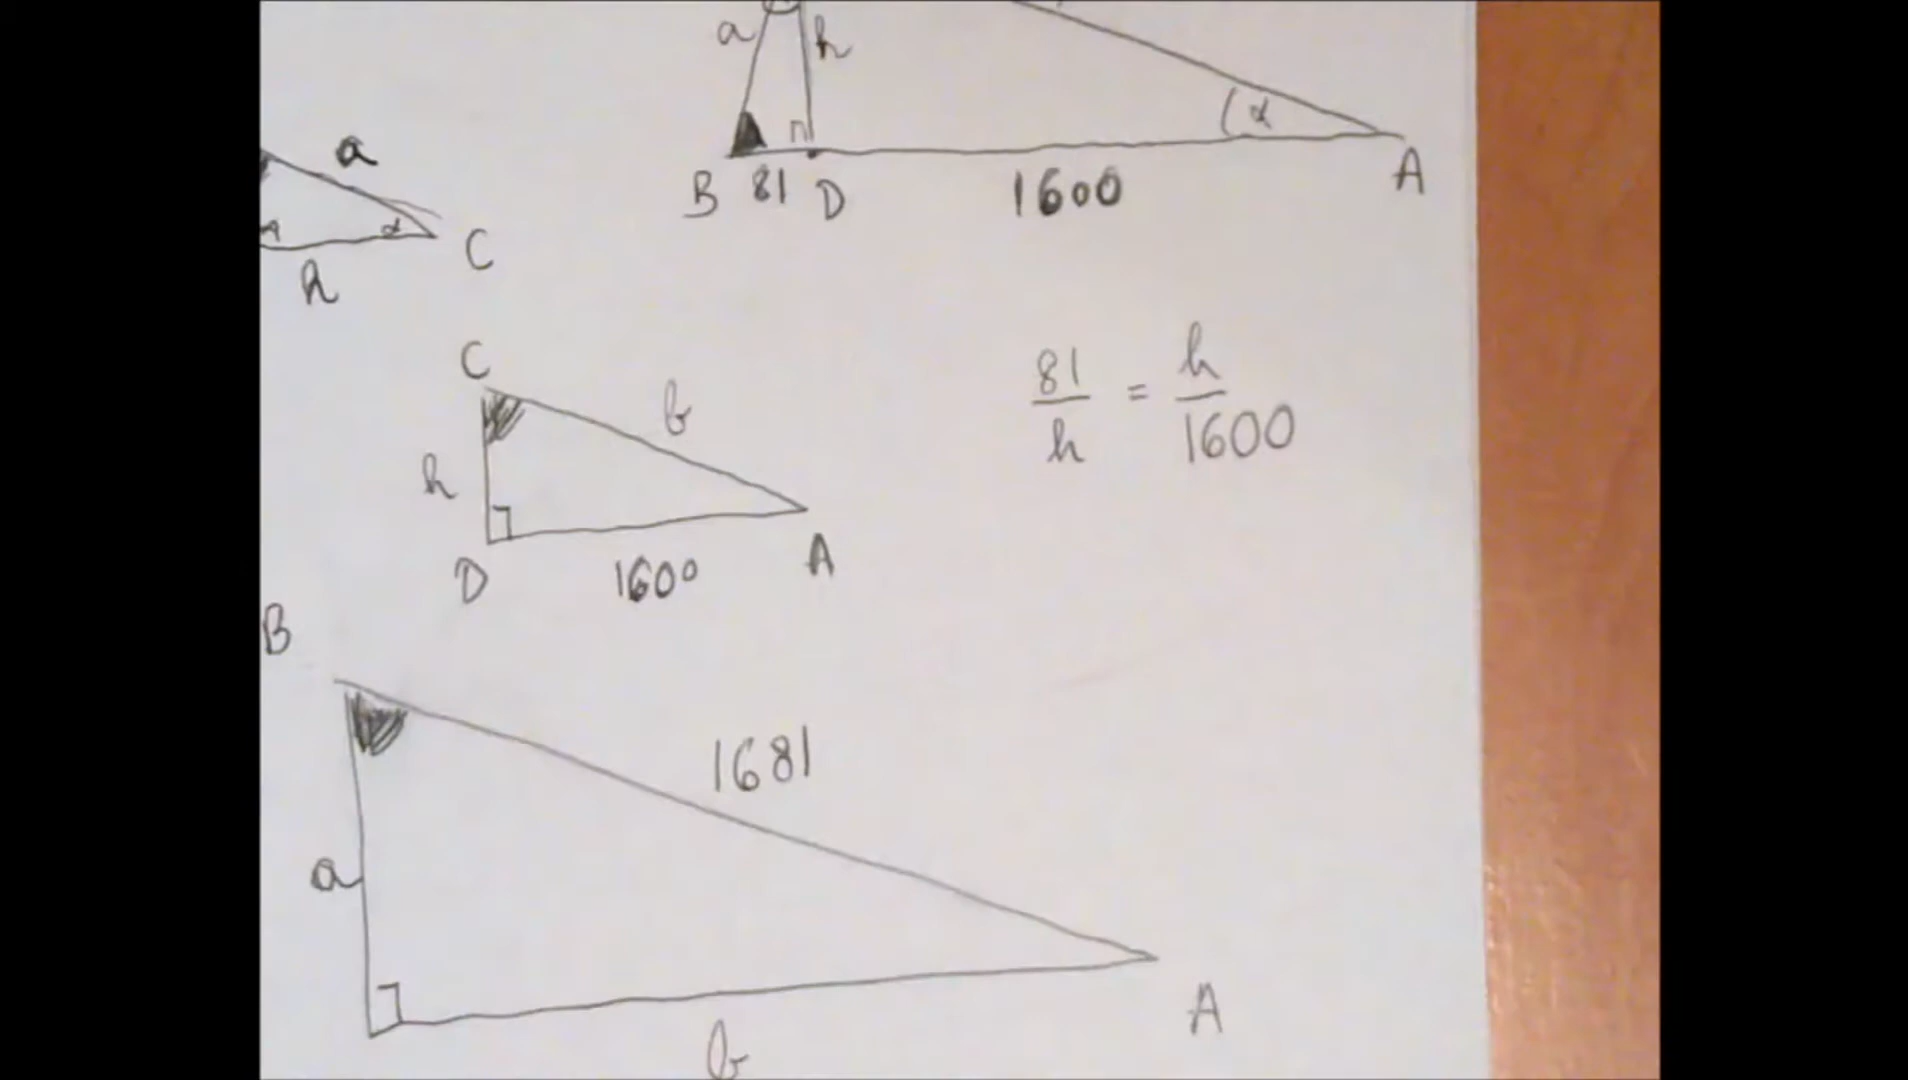 a h
α
B 81 D 1600 A
a
α C
h
C
b
h
D 1600 A
81/h = h/1600
B
1681
a
b A